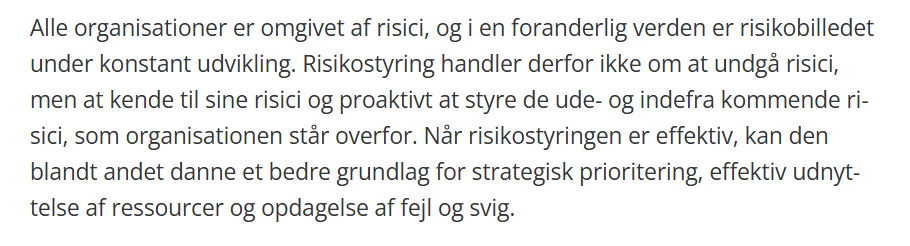 Alle organisationer er omgivet af risici, og i en foranderlig verden er risikobilledet
under konstant udvikling. Risikostyring handler derfor ikke om at undgå risici,
men at kende til sine risici og proaktivt at styre de ude- og indefra kommende ri-
sici, som organisationen står overfor. Når risikostyringen er effektiv, kan den
blandt andet danne et bedre grundlag for strategisk prioritering, effektiv udnyt-
telse af ressourcer og opdagelse af fejl og svig.